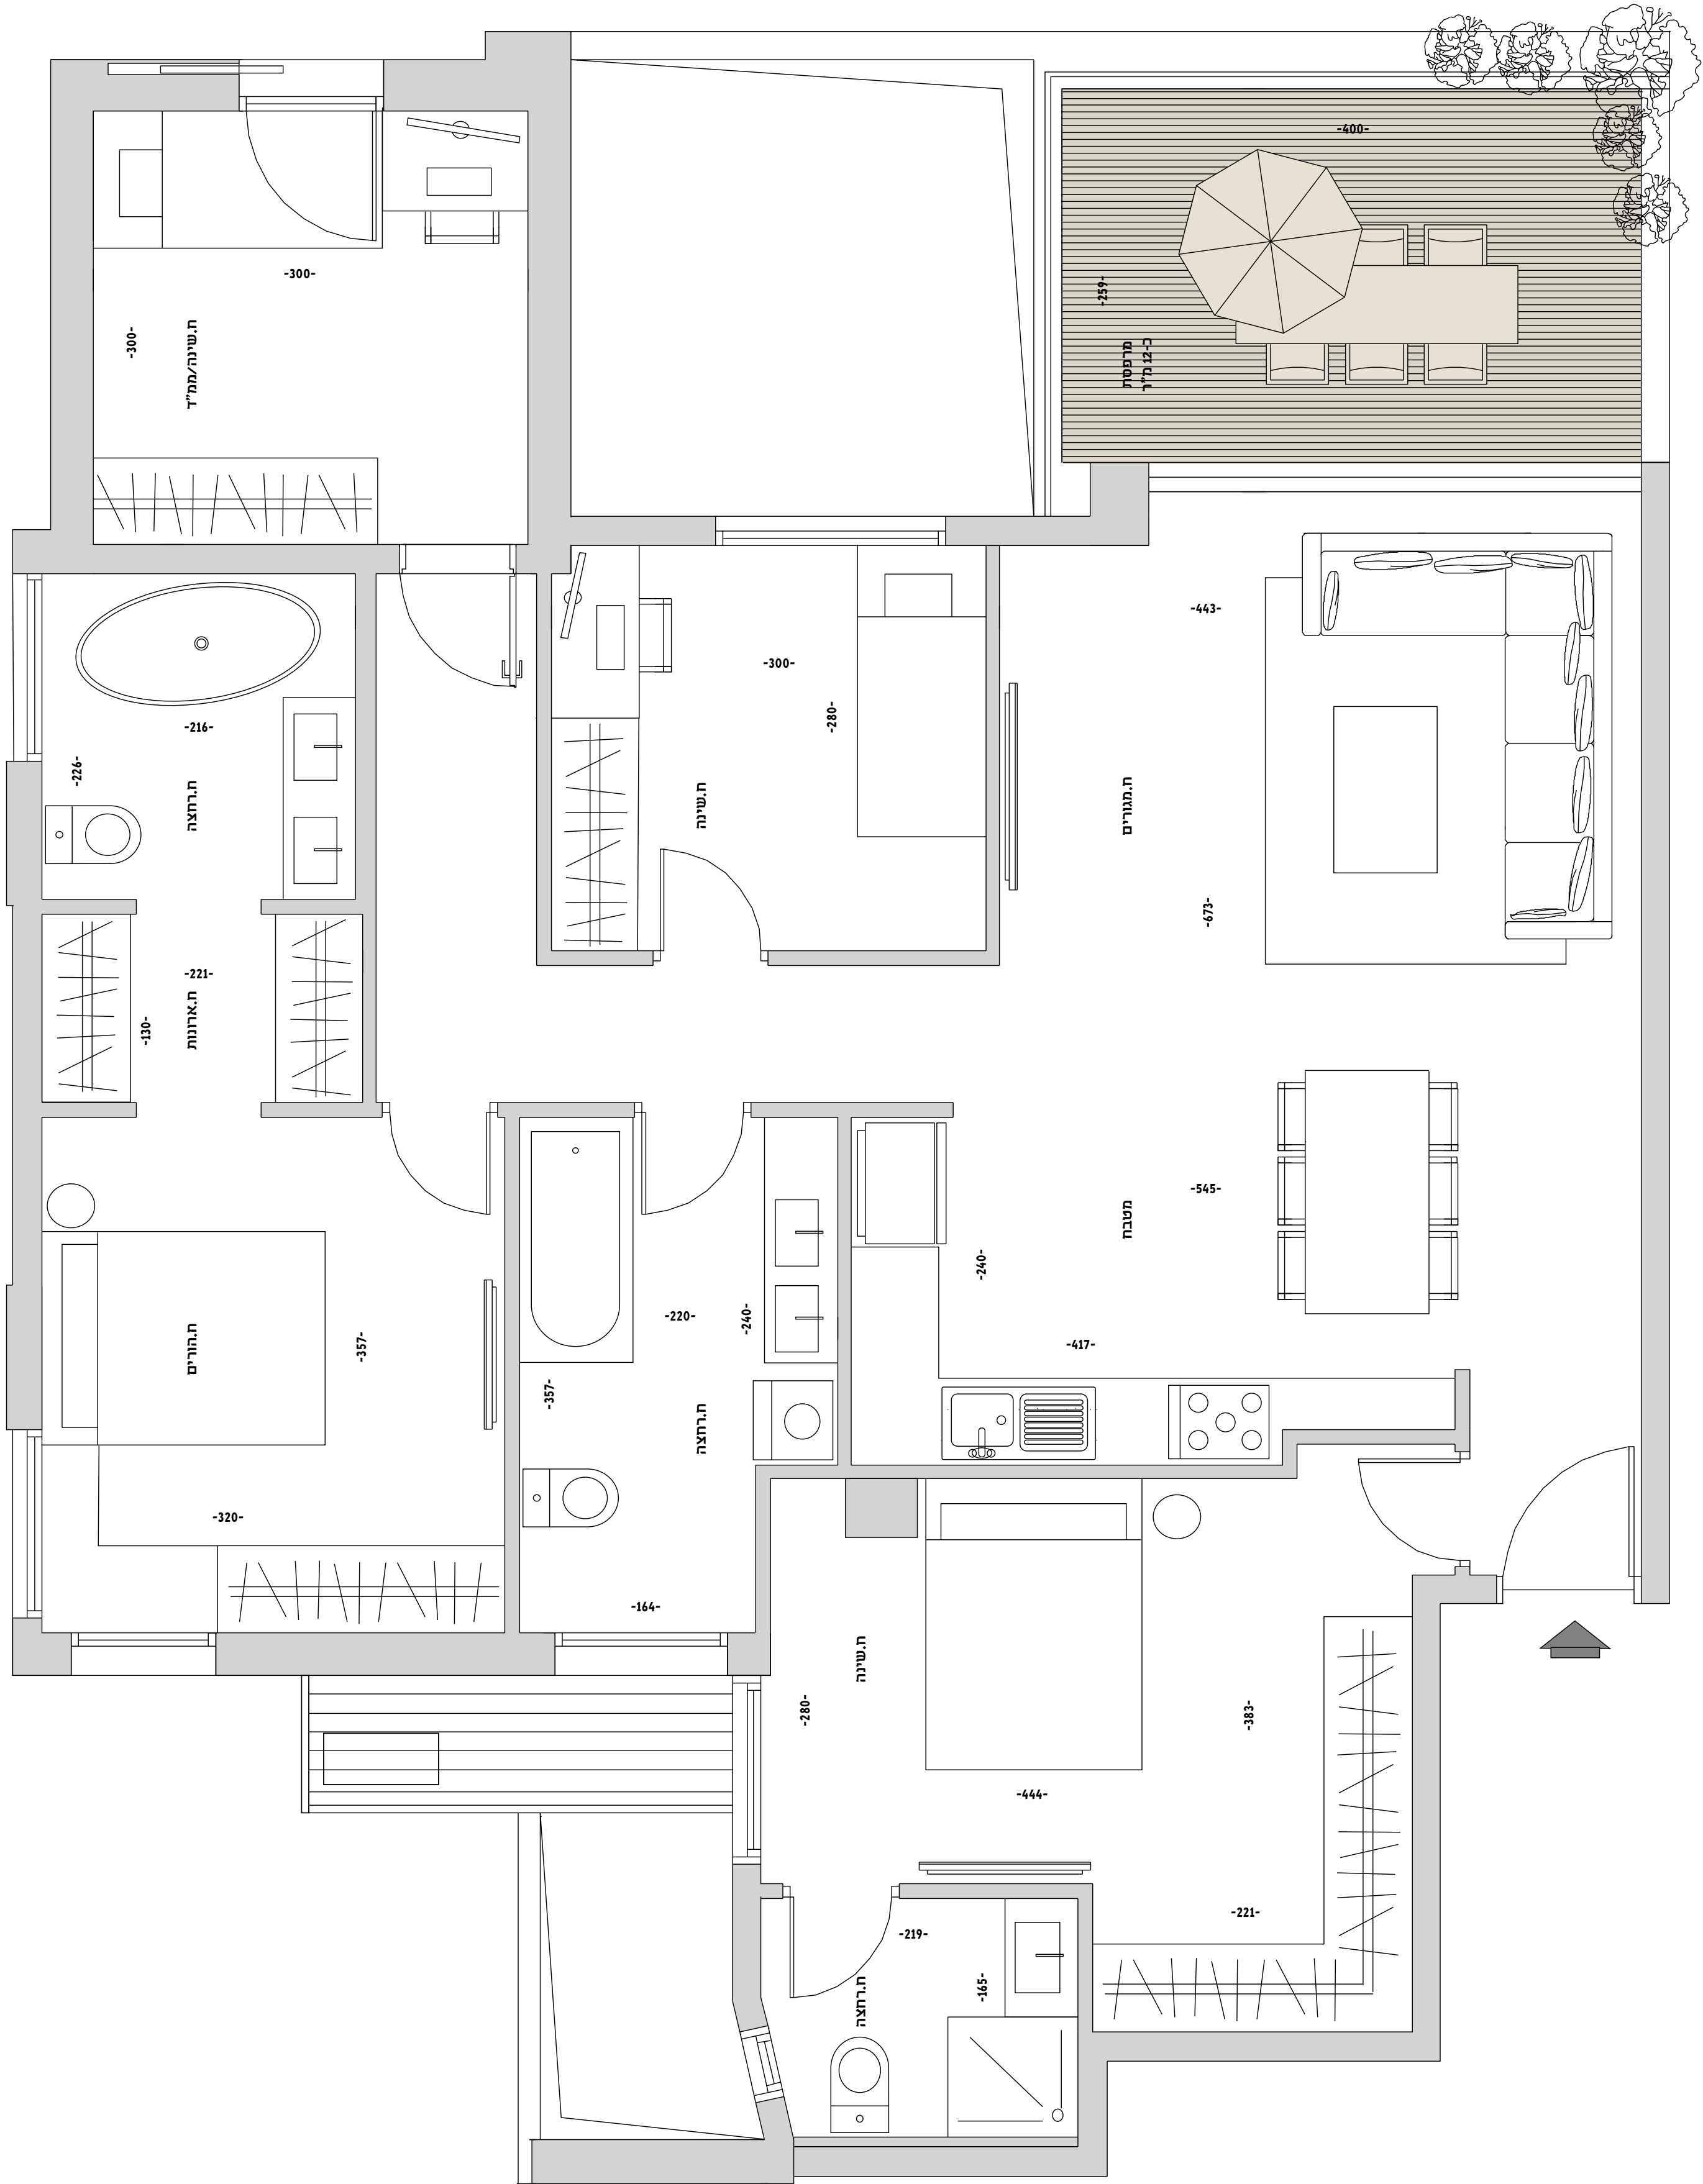 -400-
-259-
מרפסת
כ-12 מ"ר
-300-
-300-
ח.שינה/ממ"ד
-443-
-673-
ח.מגורים
-300-
-280-
ח.שינה
-216-
-226-
ח.רחצה
-221-
-130-
ח.ארונות
-545-
מטבח
-240-
-417-
-220-
-240-
-357-
ח.רחצה
-164-
ח.הורים
-357-
-320-
ח.שינה
-280-
-383-
-444-
-221-
-219-
-165-
ח.רחצה